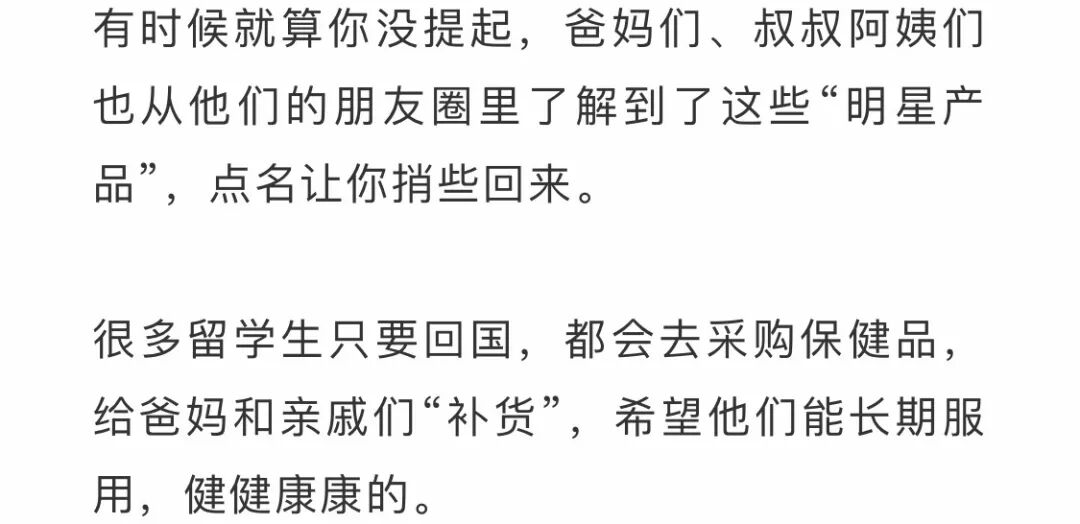 有时候就算你没提起，爸妈们、叔叔阿姨们
也从他们的朋友圈里了解到了这些“明星产
品”，点名让你捎些回来。
很多留学生只要回国，都会去采购保健品，
给爸妈和亲戚们“补货”，希望他们能长期服
用，健健康康的。